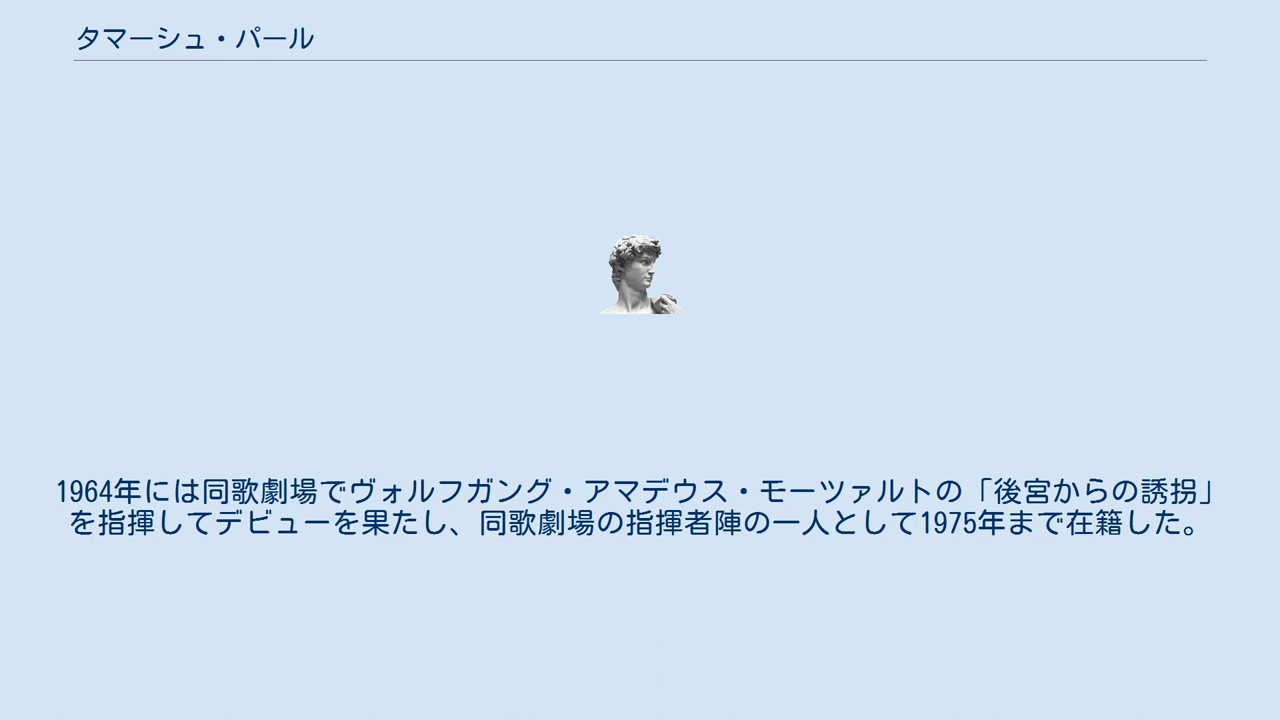 タマーシュ・パール
1964年には同歌劇場でヴォルフガング・アマデウス・モーツァルトの「後宮からの誘拐」
を指揮してデビューを果たし、同歌劇場の指揮者陣の一人として1975年まで在籍した。